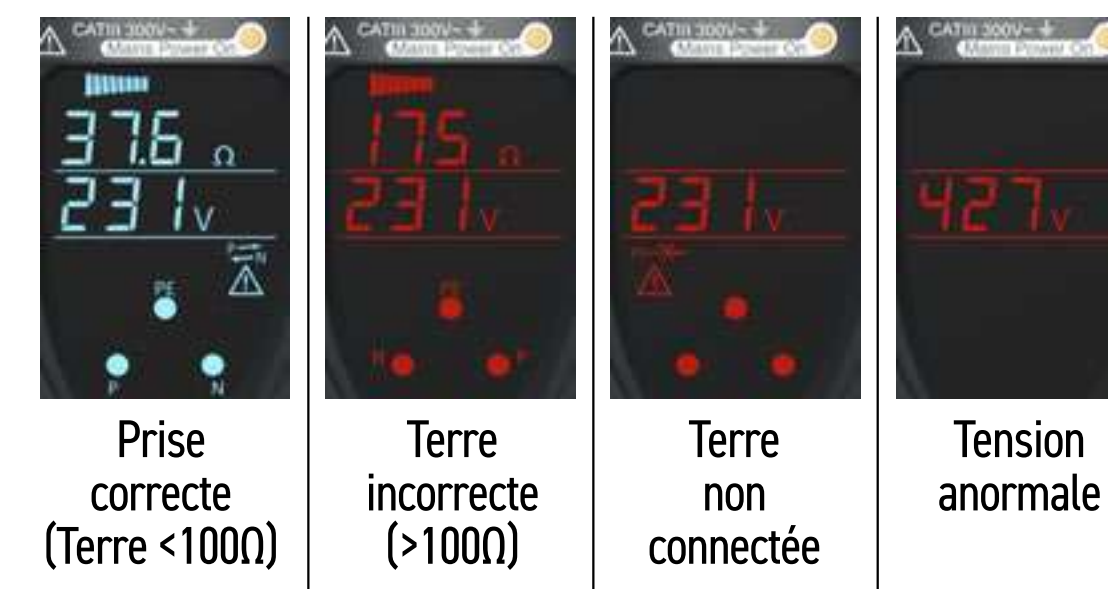 CATIII 300V~
Mains Power On
37.6 Ω
231 V
P
N
PE
P
N
Prise
correcte
(Terre <100Ω)
CATIII 300V~
Mains Power On
175 Ω
231 V
PE
N
P
Terre
incorrecte
(>100Ω)
CATIII 300V~
Mains Power On
231 V
Terre
non
connectée
CATIII 300V~
Mains Power On
427 V
Tension
anormale